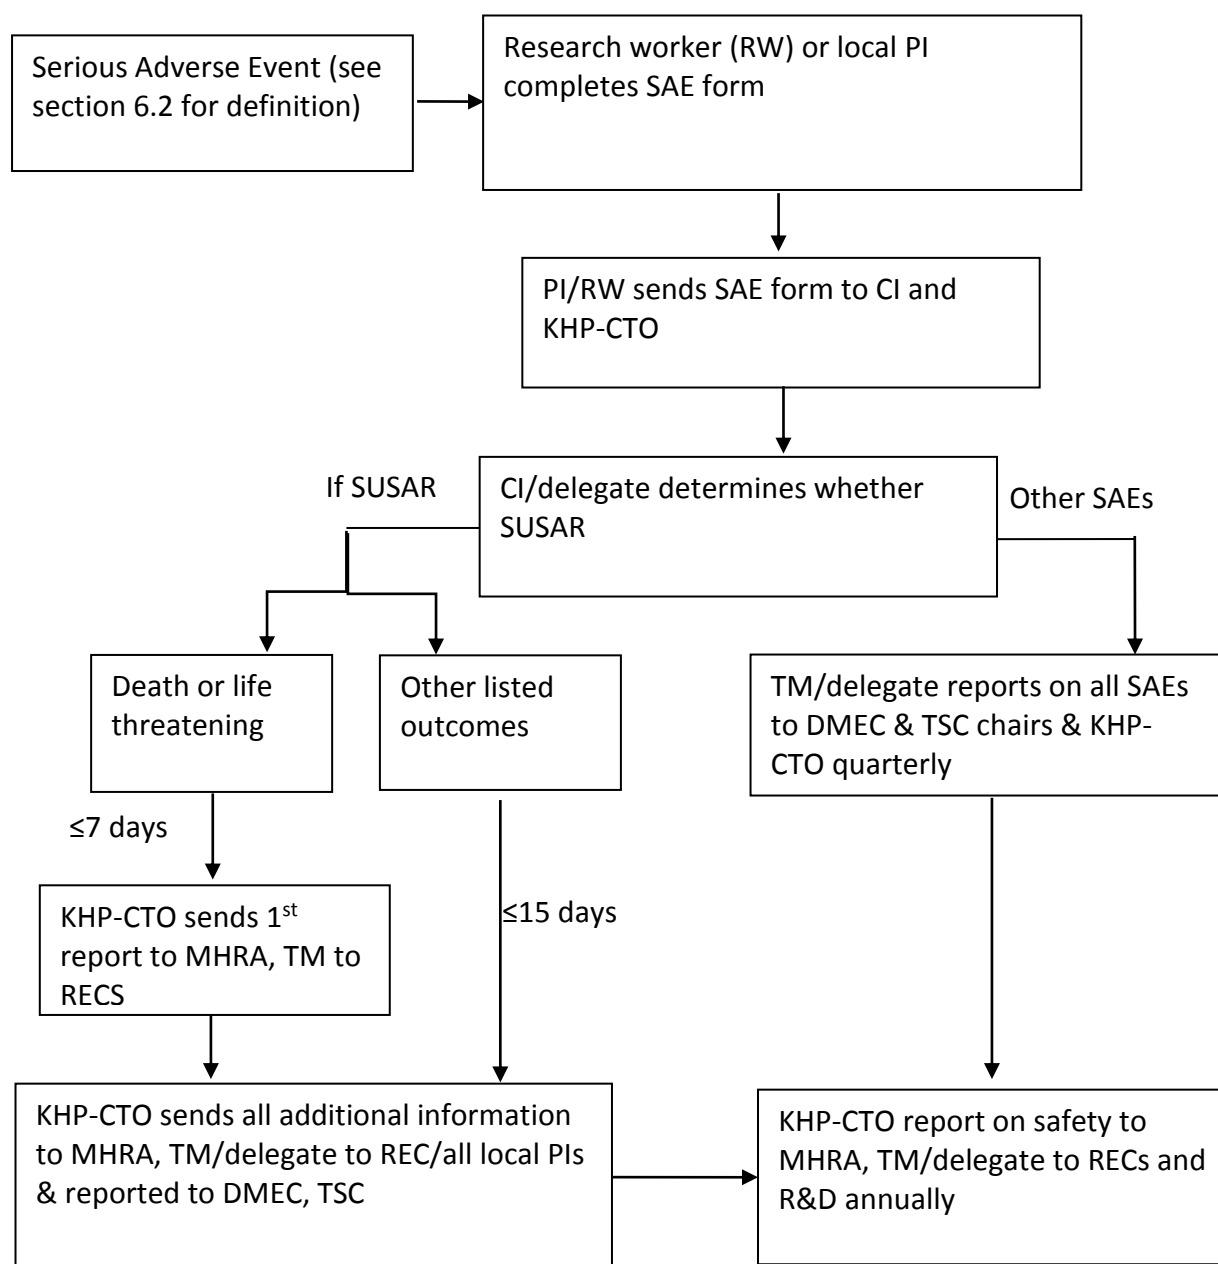 Serious Adverse Event (see
section 6.2 for definition)
Research worker (RW) or local PI
completes SAE form
PI/RW sends SAE form to CI and
KHP-CTO
If SUSAR
CI/delegate determines whether
SUSAR
Other SAEs
Death or life
threatening
Other listed
outcomes
TM/delegate reports on all SAEs
to DMEC & TSC chairs & KHP-
CTO quarterly
≤7 days
KHP-CTO sends 1st
report to MHRA, TM to
RECS
≤15 days
KHP-CTO sends all additional information
to MHRA, TM/delegate to REC/all local PIs
& reported to DMEC, TSC
KHP-CTO report on safety to
MHRA, TM/delegate to RECs and
R&D annually